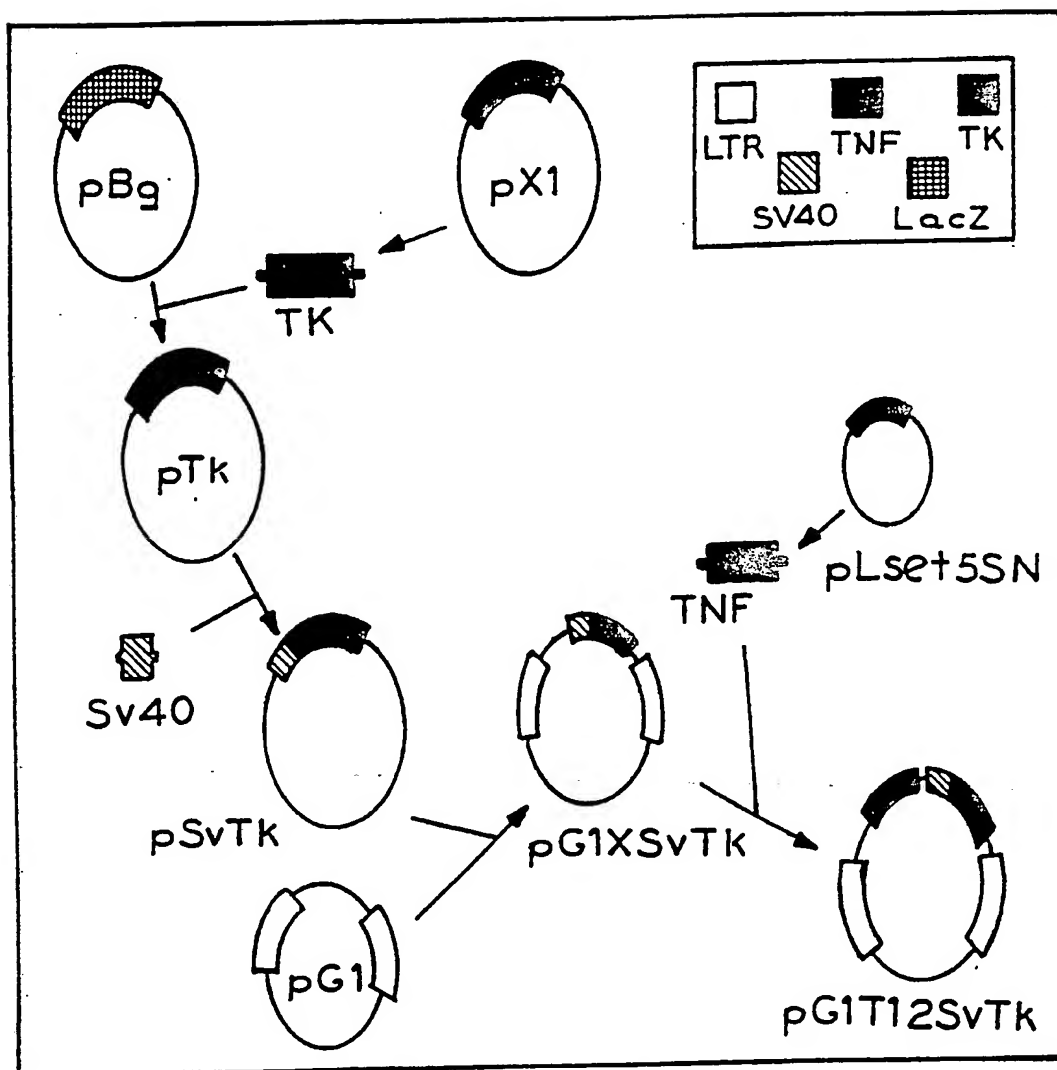 pBg
pX1
LTR
TNF
TK
SV40
LacZ
TK
pTk
pLset5SN
TNF
Sv40
pSvTk
pG1XSvTk
pG1
pG1T12SvTk